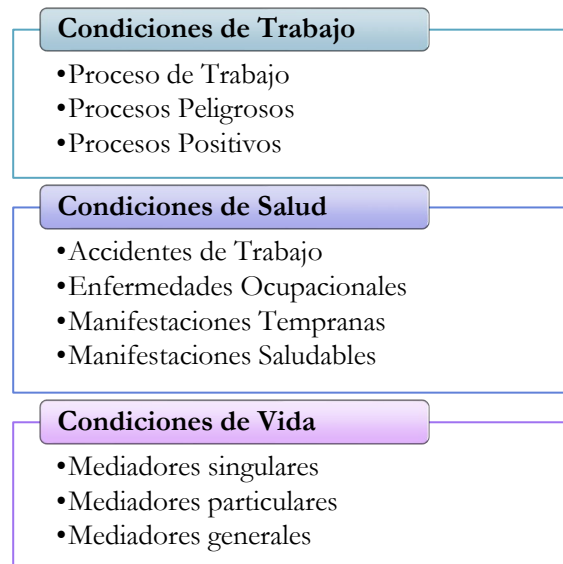 Condiciones de Trabajo
•Proceso de Trabajo
•Procesos Peligrosos
•Procesos Positivos
Condiciones de Salud
•Accidentes de Trabajo
•Enfermedades Ocupacionales
•Manifestaciones Tempranas
•Manifestaciones Saludables
Condiciones de Vida
•Mediadores singulares
•Mediadores particulares
•Mediadores generales